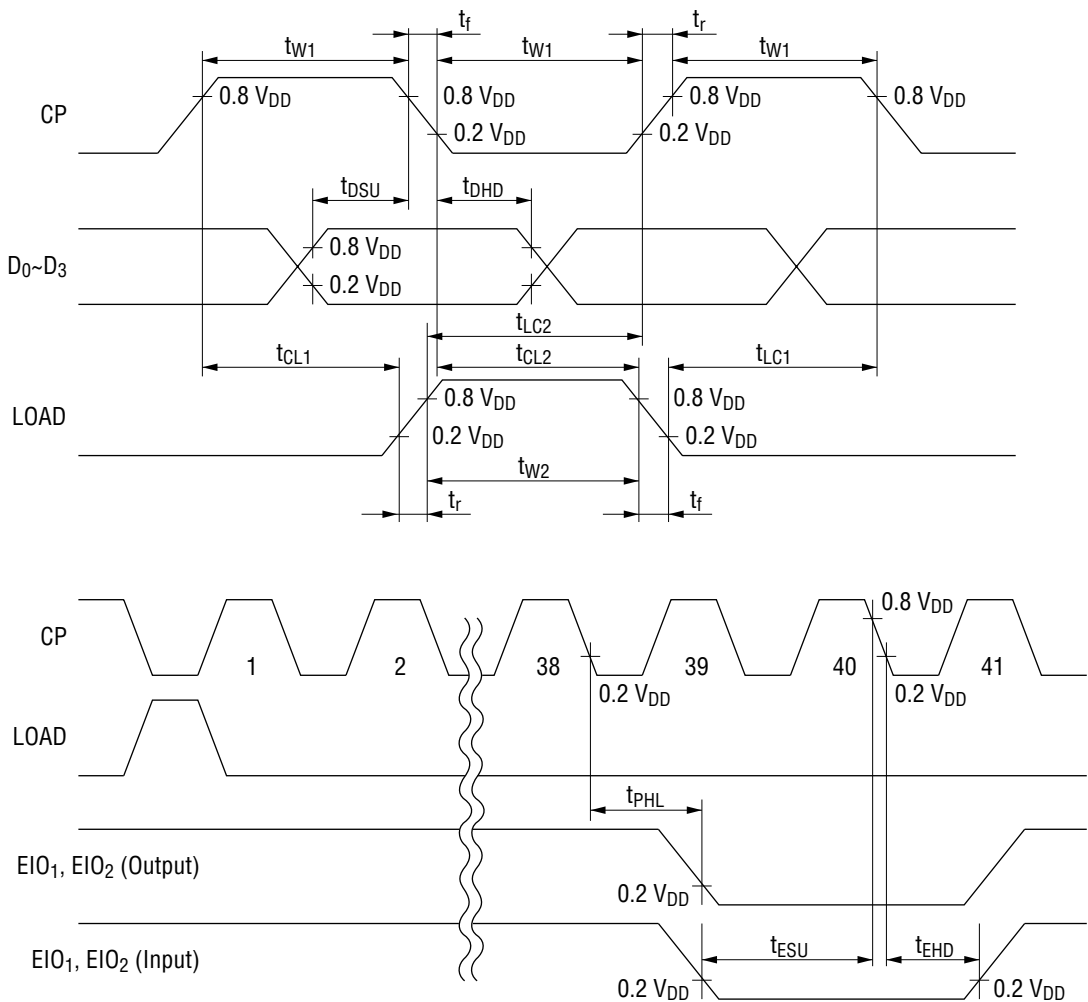 tf tr
tW1 tW1 tW1
CP 0.8 VDD 0.8 VDD 0.8 VDD 0.8 VDD
0.2 VDD 0.2 VDD
tDSU tDHD
D0~D3 0.8 VDD
0.2 VDD
tLC2
tCL1 tCL2 tLC1
LOAD 0.8 VDD 0.8 VDD
0.2 VDD 0.2 VDD
tW2
tr tf
CP 0.8 VDD
1 2 38 39 40 41
0.2 VDD 0.2 VDD
LOAD
tPHL
EIO1, EIO2 (Output)
0.2 VDD
EIO1, EIO2 (Input) tESU tEHD
0.2 VDD 0.2 VDD